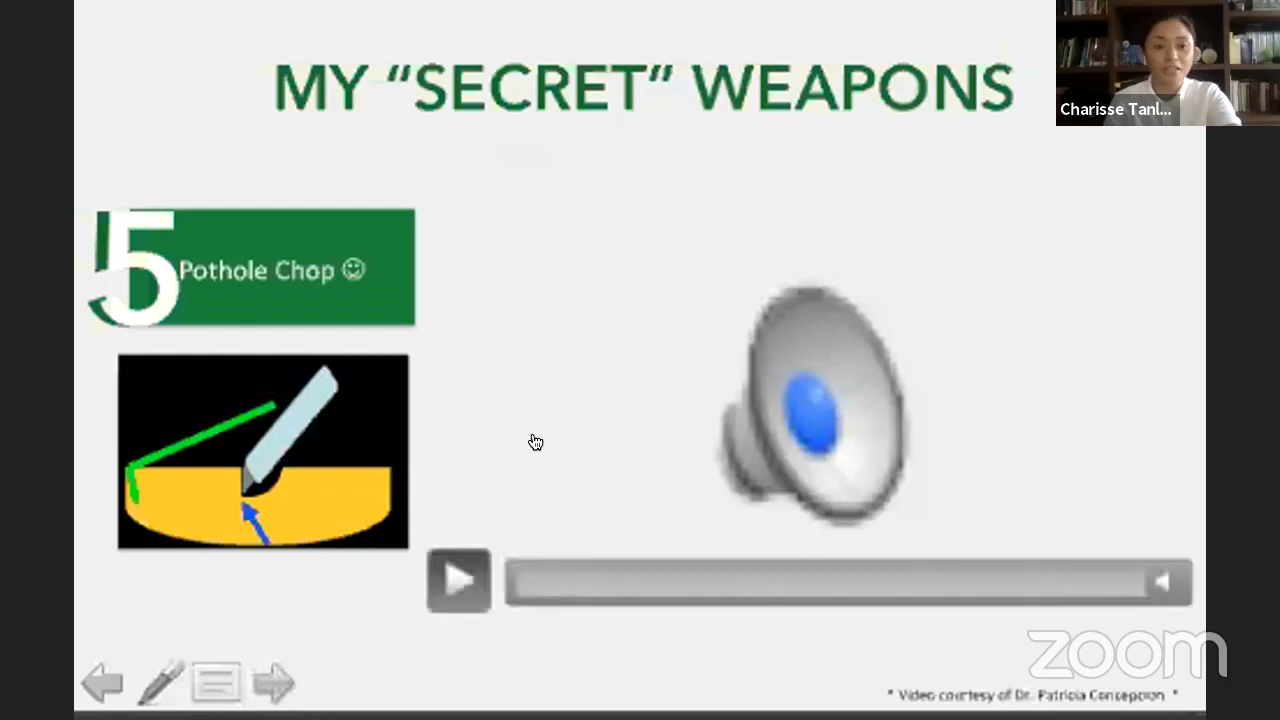 MY “SECRET” WEAPONS
Charisse Tanl...
5
Pothole Chop ☺
zoom
* Video courtesy of Dr. Patricia Concepcion *